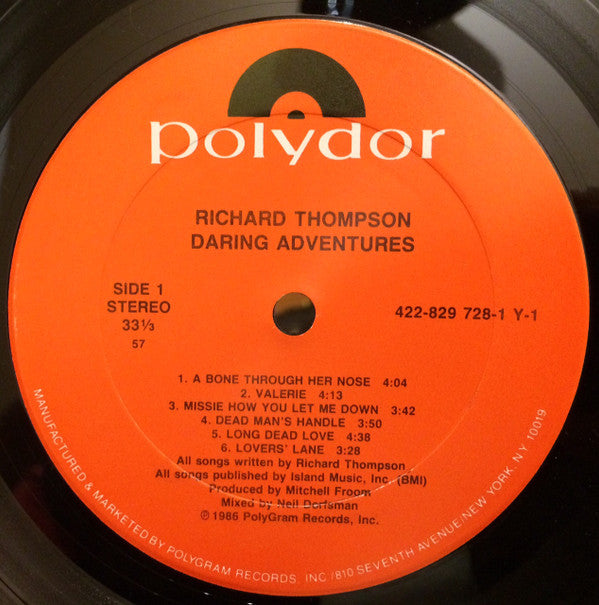 polydor
RICHARD THOMPSON
DARING ADVENTURES
SIDE 1
STEREO
33⅓
57
422-829 728-1 Y-1
1. A BONE THROUGH HER NOSE 4:04
2. VALERIE 4:13
3. MISSIE HOW YOU LET ME DOWN 3:42
4. DEAD MAN'S HANDLE 3:50
5. LONG DEAD LOVE 4:38
6. LOVERS' LANE 3:28
All songs written by Richard Thompson
All songs published by Island Music, Inc. (BMI)
Produced by Mitchell Froom
Mixed by Neil Dorfsman
℗ 1986 PolyGram Records, Inc.
MANUFACTURED & MARKETED BY POLYGRAM RECORDS, INC /810 SEVENTH AVENUE/NEW YORK, NY 10019